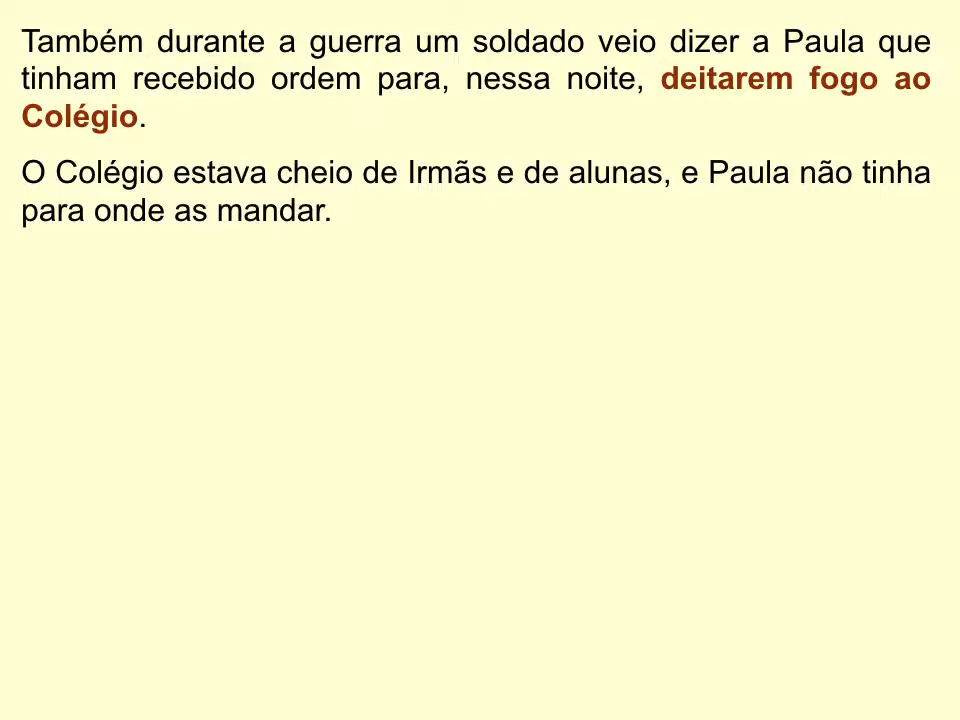 Também durante a guerra um soldado veio dizer a Paula que
tinham recebido ordem para, nessa noite, deitarem fogo ao
Colégio.
O Colégio estava cheio de Irmãs e de alunas, e Paula não tinha
para onde as mandar.